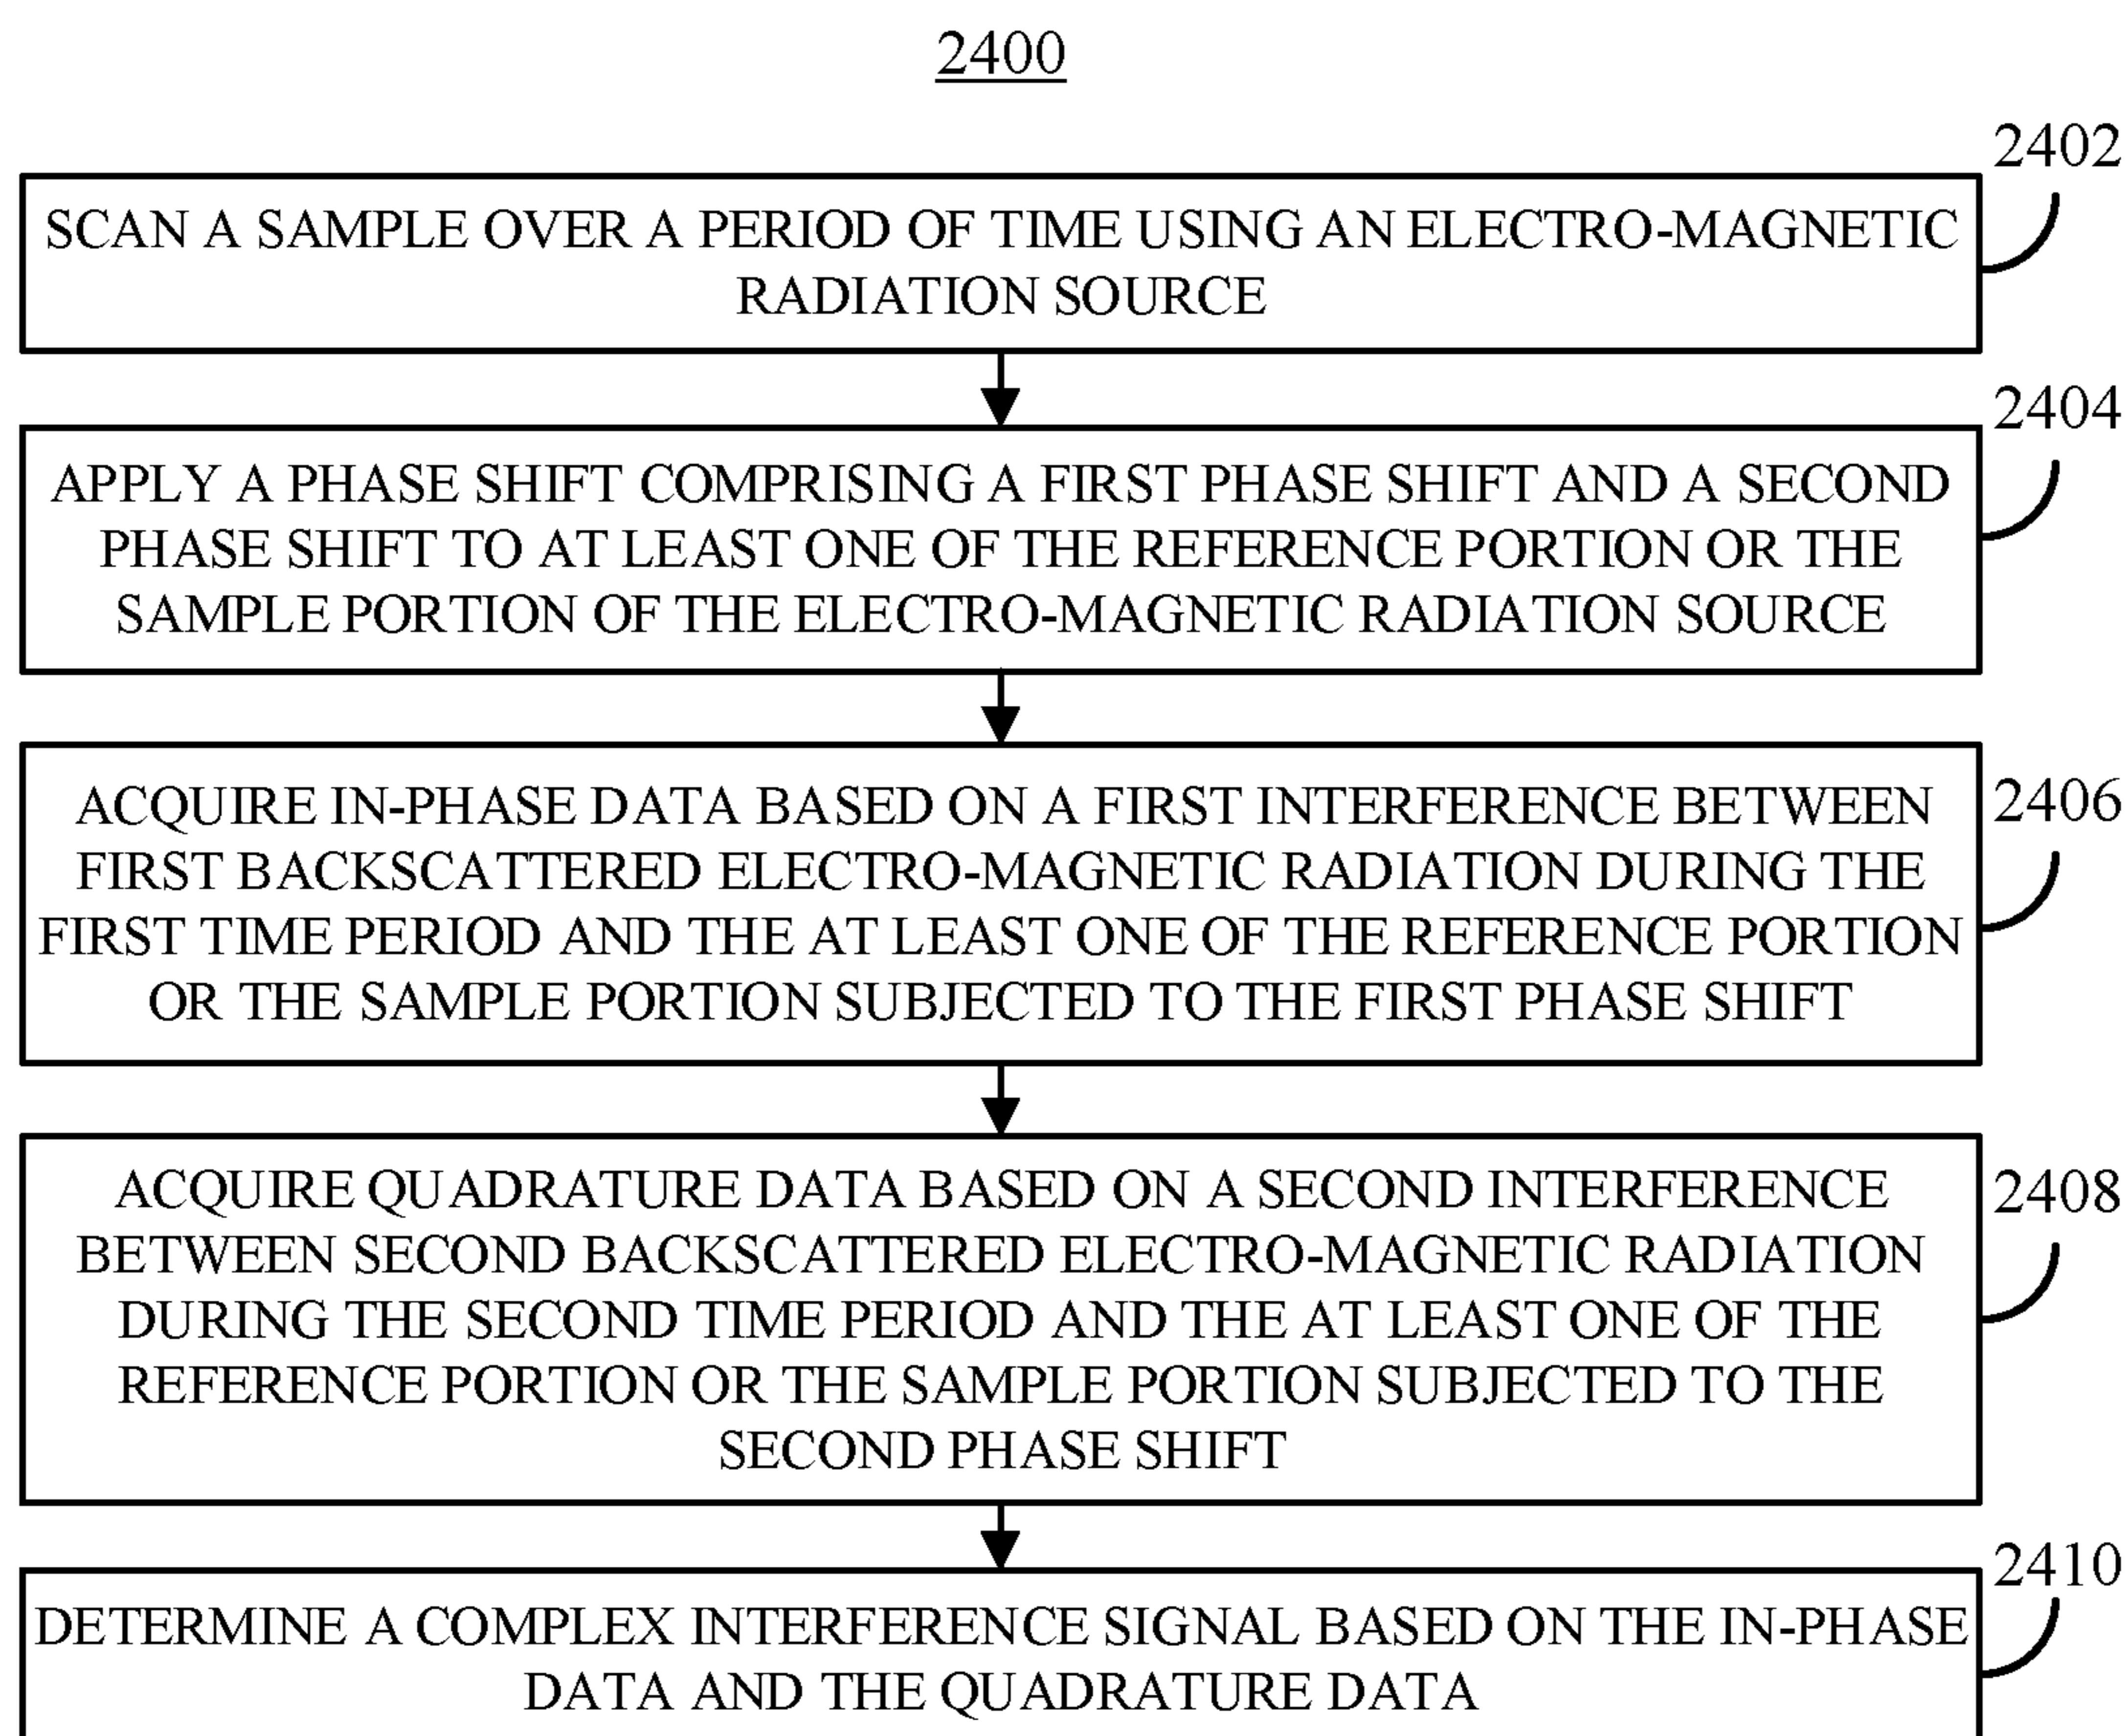 2400
2402
SCAN A SAMPLE OVER A PERIOD OF TIME USING AN ELECTRO-MAGNETIC
RADIATION SOURCE
2404
APPLY A PHASE SHIFT COMPRISING A FIRST PHASE SHIFT AND A SECOND
PHASE SHIFT TO AT LEAST ONE OF THE REFERENCE PORTION OR THE
SAMPLE PORTION OF THE ELECTRO-MAGNETIC RADIATION SOURCE
2406
ACQUIRE IN-PHASE DATA BASED ON A FIRST INTERFERENCE BETWEEN
FIRST BACKSCATTERED ELECTRO-MAGNETIC RADIATION DURING THE
FIRST TIME PERIOD AND THE AT LEAST ONE OF THE REFERENCE PORTION
OR THE SAMPLE PORTION SUBJECTED TO THE FIRST PHASE SHIFT
2408
ACQUIRE QUADRATURE DATA BASED ON A SECOND INTERFERENCE
BETWEEN SECOND BACKSCATTERED ELECTRO-MAGNETIC RADIATION
DURING THE SECOND TIME PERIOD AND THE AT LEAST ONE OF THE
REFERENCE PORTION OR THE SAMPLE PORTION SUBJECTED TO THE
SECOND PHASE SHIFT
2410
DETERMINE A COMPLEX INTERFERENCE SIGNAL BASED ON THE IN-PHASE
DATA AND THE QUADRATURE DATA